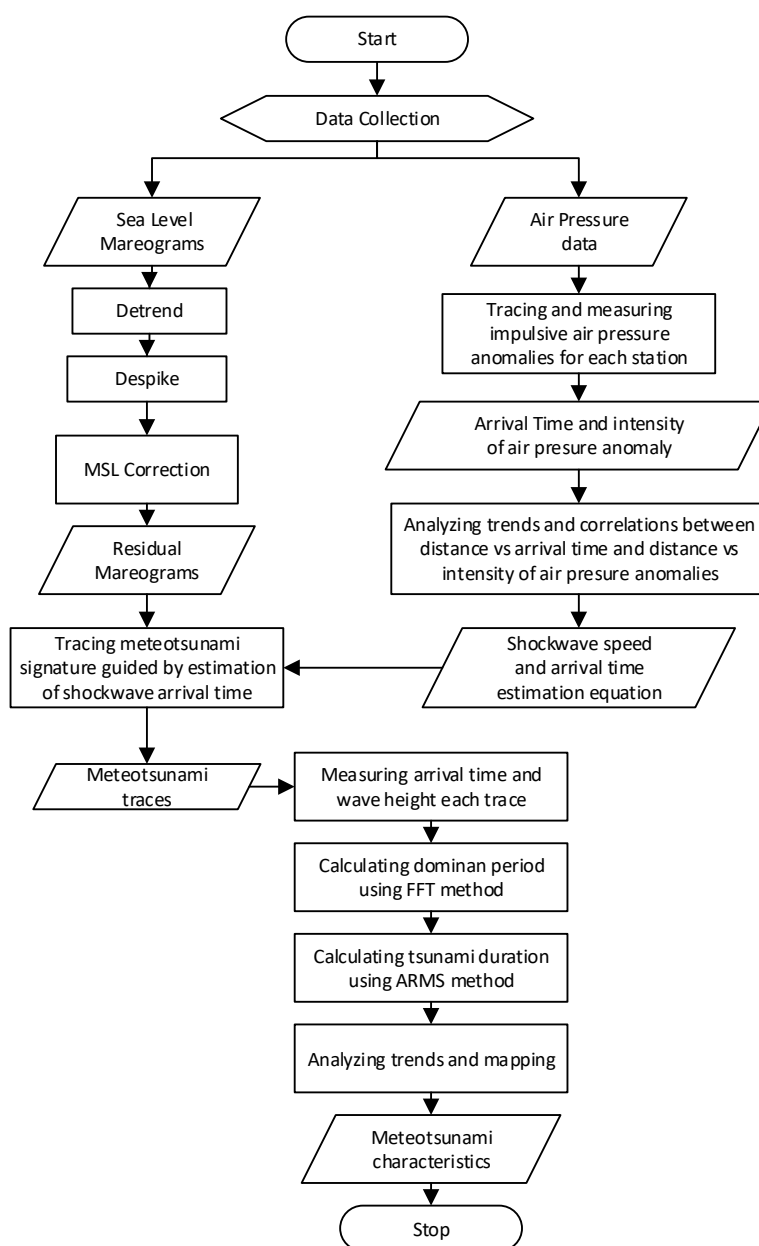 Start
Data Collection
Sea Level
Mareograms
Detrend
Despike
MSL Correction
Residual
Mareograms
Tracing meteotsunami
signature guided by estimation
of shockwave arrival time
Air Pressure
data
Tracing and measuring
impulsive air pressure
anomalies for each station
Arrival Time and intensity
of air presure anomaly
Analyzing trends and correlations between
distance vs arrival time and distance vs
intensity of air presure anomalies
Shockwave speed
and arrival time
estimation equation
Meteotsunami
traces
Measuring arrival time and
wave height each trace
Calculating dominan period
using FFT method
Calculating tsunami duration
using ARMS method
Analyzing trends and mapping
Meteotsunami
characteristics
Stop